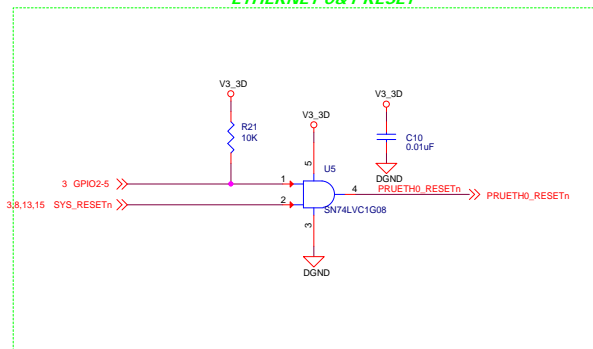 V3_3D
V3_3D
V3_3D
R21
10K
C10
0.01uF
5
U5
DGND
3 GPIO2-5
1
4
PRUETH0_RESETn
PRUETH0_RESETn
3,8,13,15 SYS_RESETn
2
SN74LVC1G08
3
DGND